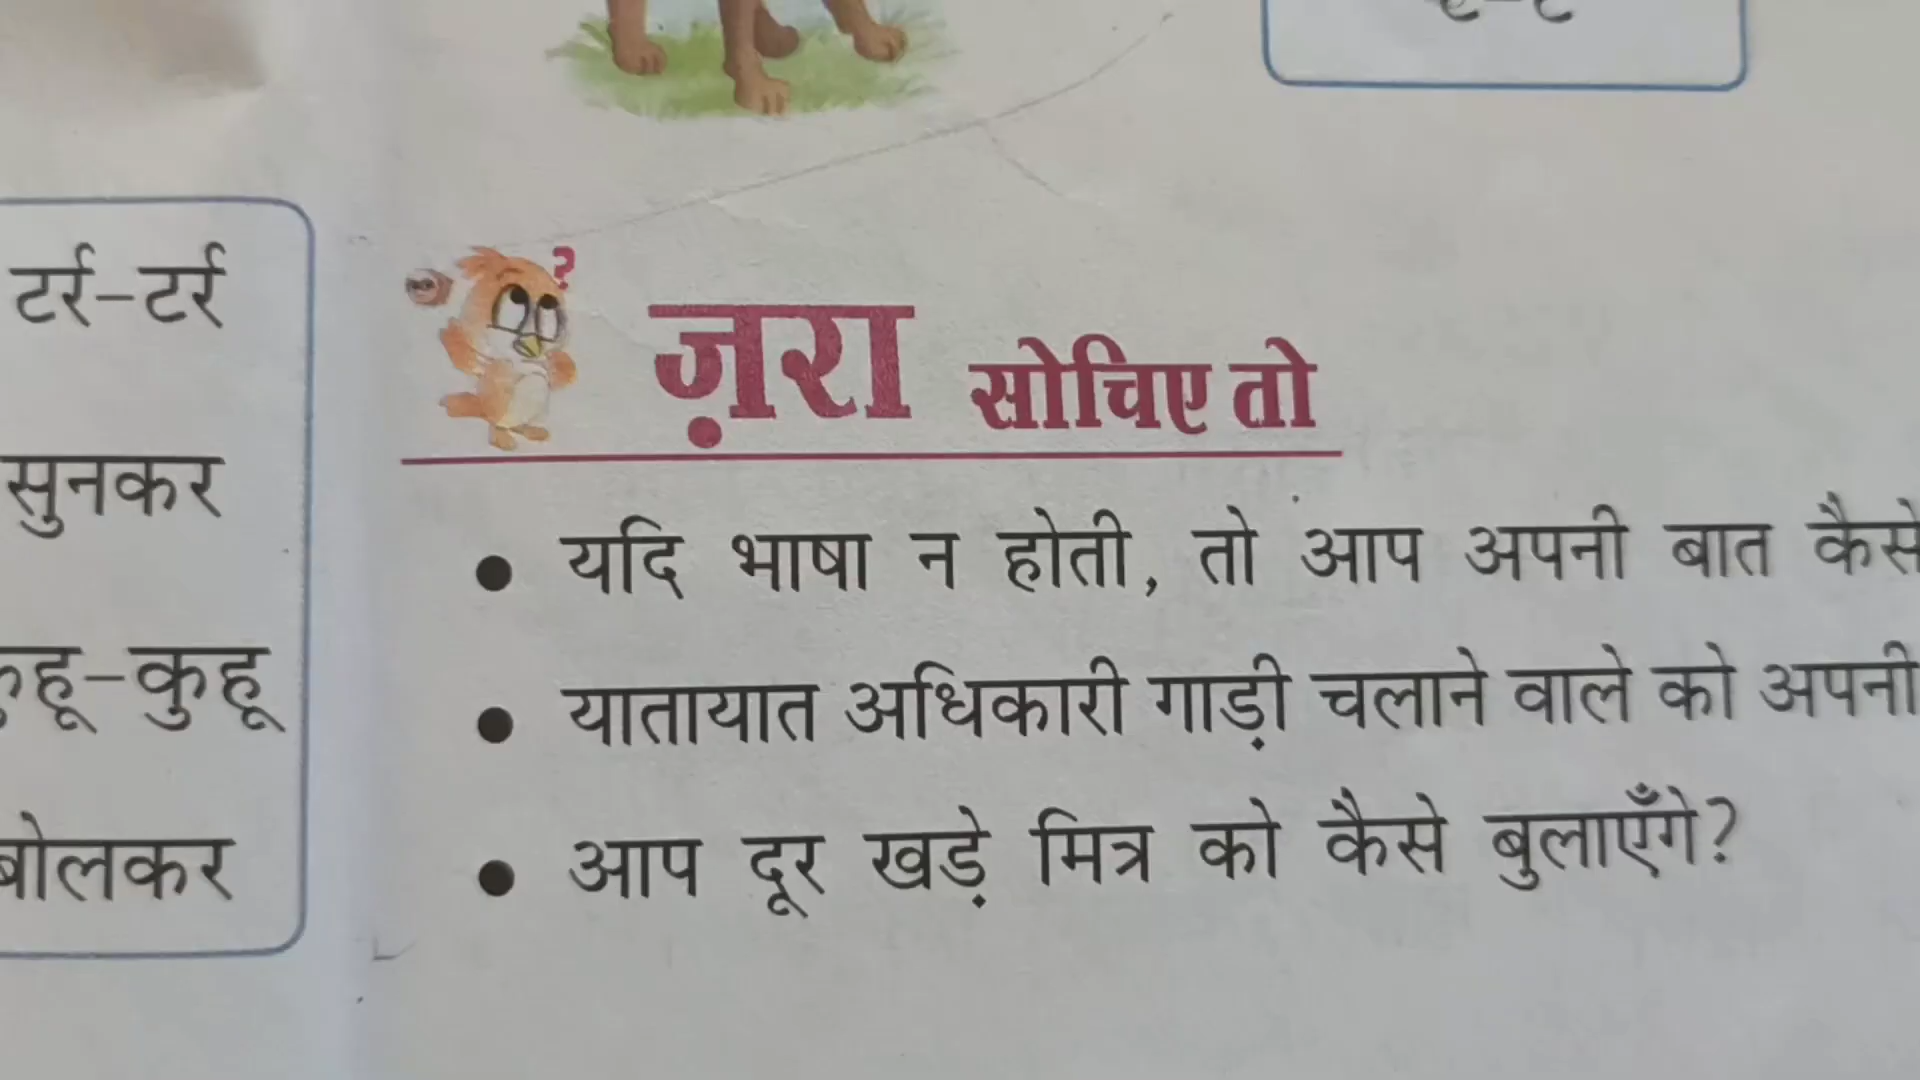 टर्र-टर्र
सुनकर
कुहू-कुहू
बोलकर
ज़रा सोचिए तो
• यदि भाषा न होती, तो आप अपनी बात कैसे
• यातायात अधिकारी गाड़ी चलाने वाले को अपनी
• आप दूर खड़े मित्र को कैसे बुलाएँगे?